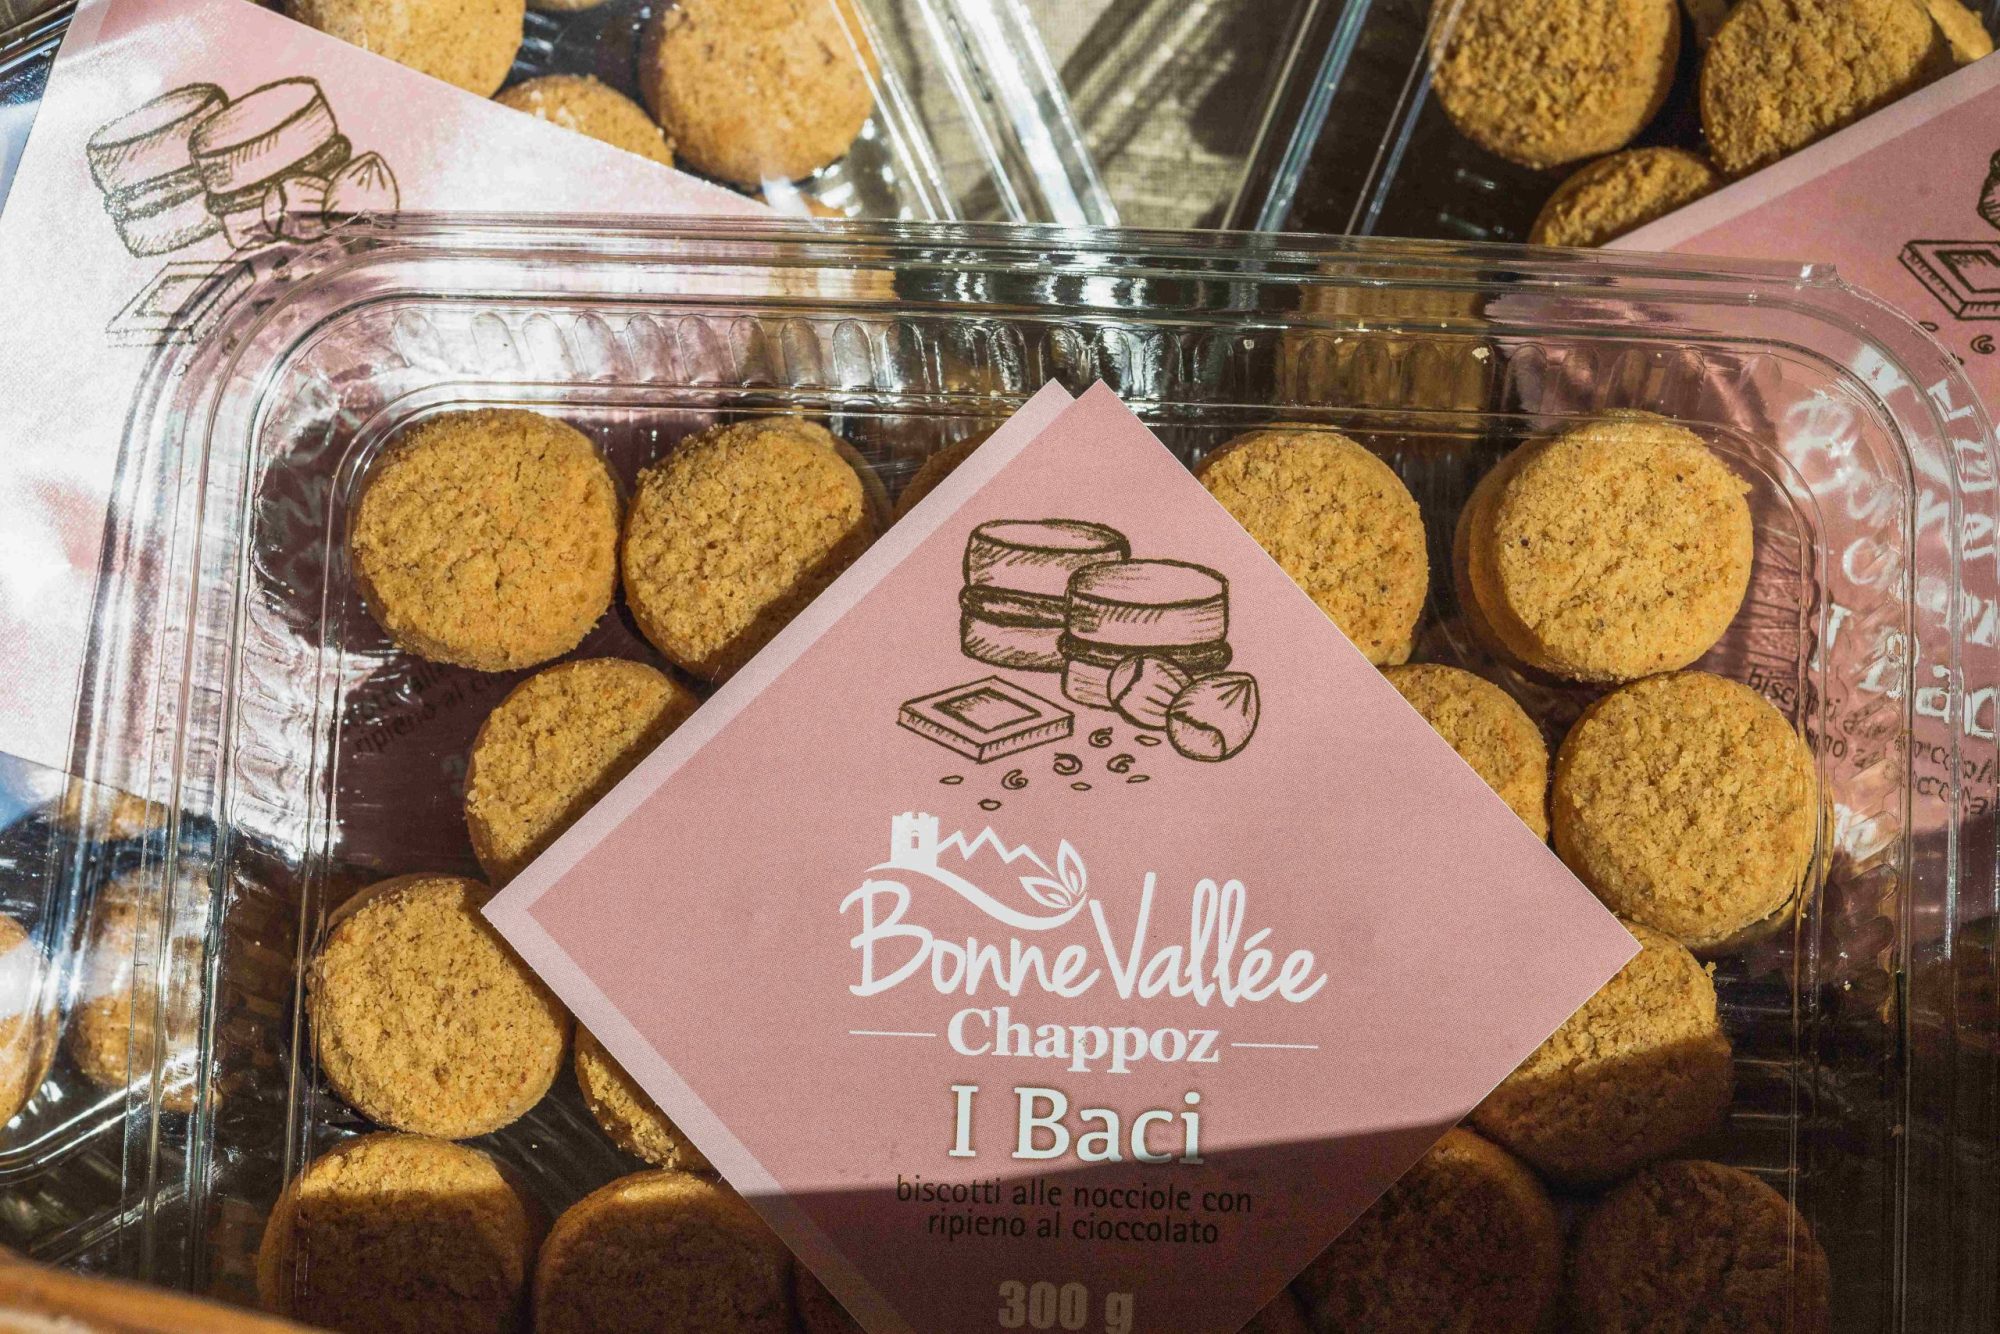 BonneVallée
Chappoz
I Baci
biscotti alle nocciole con
ripieno al cioccolato
300 g